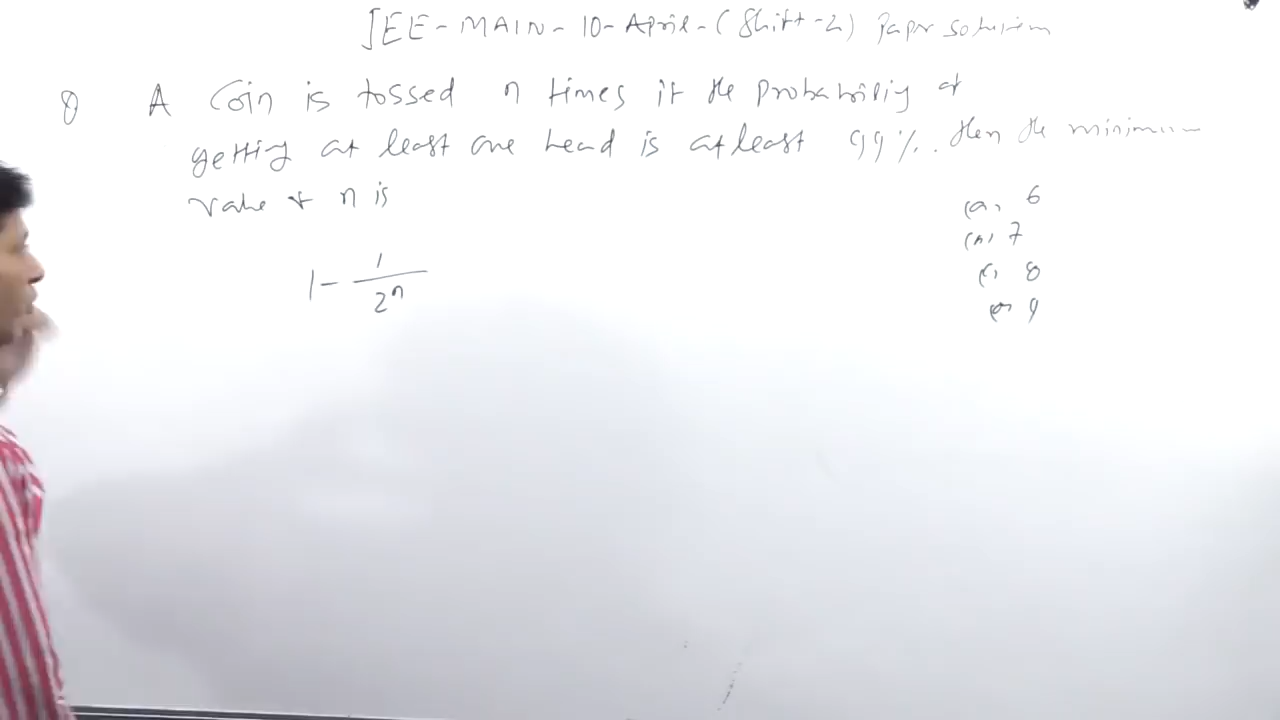 JEE-MAIN-10-April-(Shift-2) Paper solution
Q A Coin is tossed n times if the probability of
getting at least one head is atleast 99%. then the minimum
value of n is
(a) 6
(b) 7
(c) 8
(d) 9
1 - 1/2^n